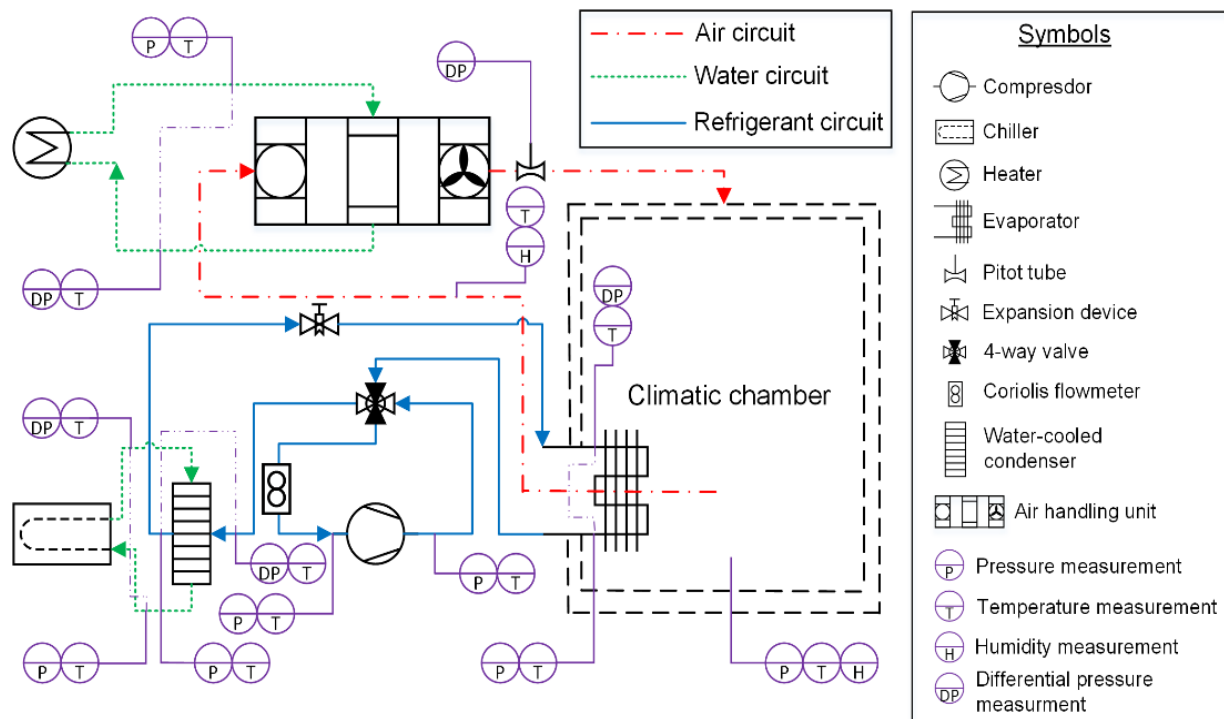 P T
DP
Air circuit
Water circuit
Refrigerant circuit
T
H
DP T
DP
T
Climatic chamber
DP T
DP T
P T
P T
P T
P T
P T
P T H
Symbols
Compresdor
Chiller
Heater
Evaporator
Pitot tube
Expansion device
4-way valve
Coriolis flowmeter
Water-cooled
condenser
Air handling unit
P Pressure measurement
T Temperature measurement
H Humidity measurement
DP Differential pressure
measurment